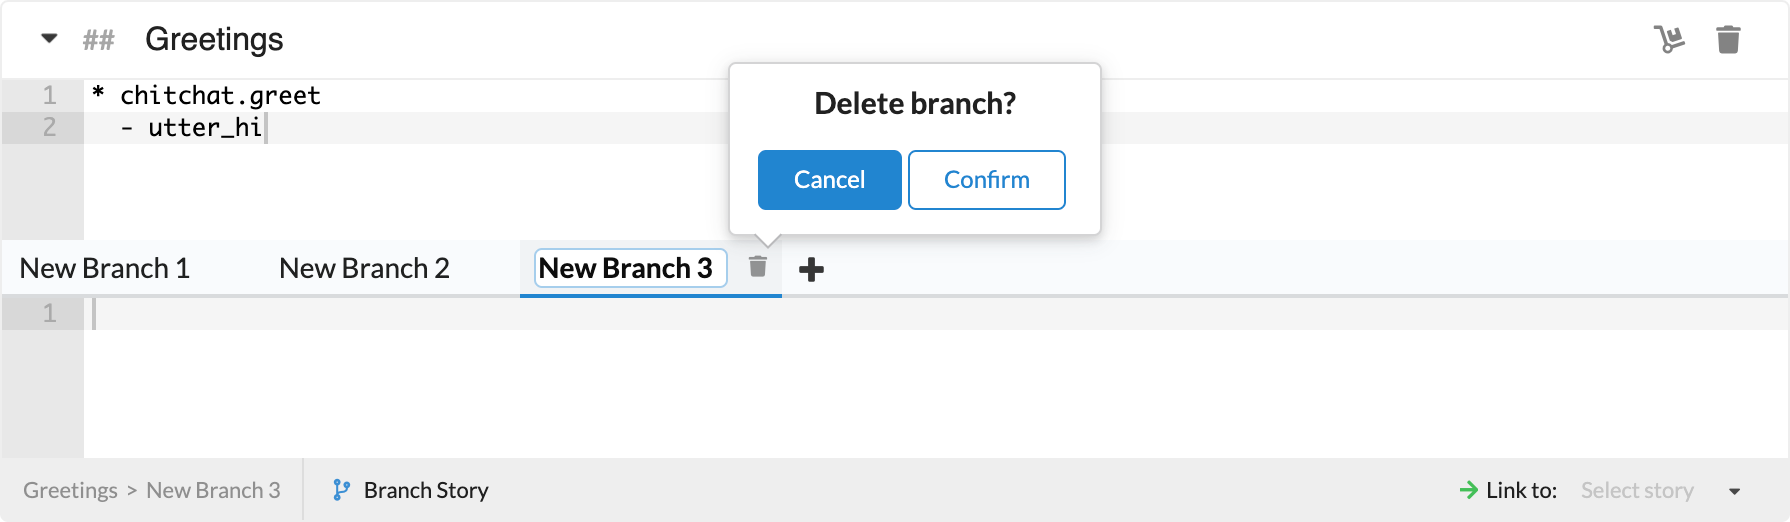 ## Greetings
1 * chitchat.greet
2 - utter_hi
Delete branch?
Cancel Confirm
New Branch 1 New Branch 2 New Branch 3
1
Greetings > New Branch 3 Branch Story Link to: Select story